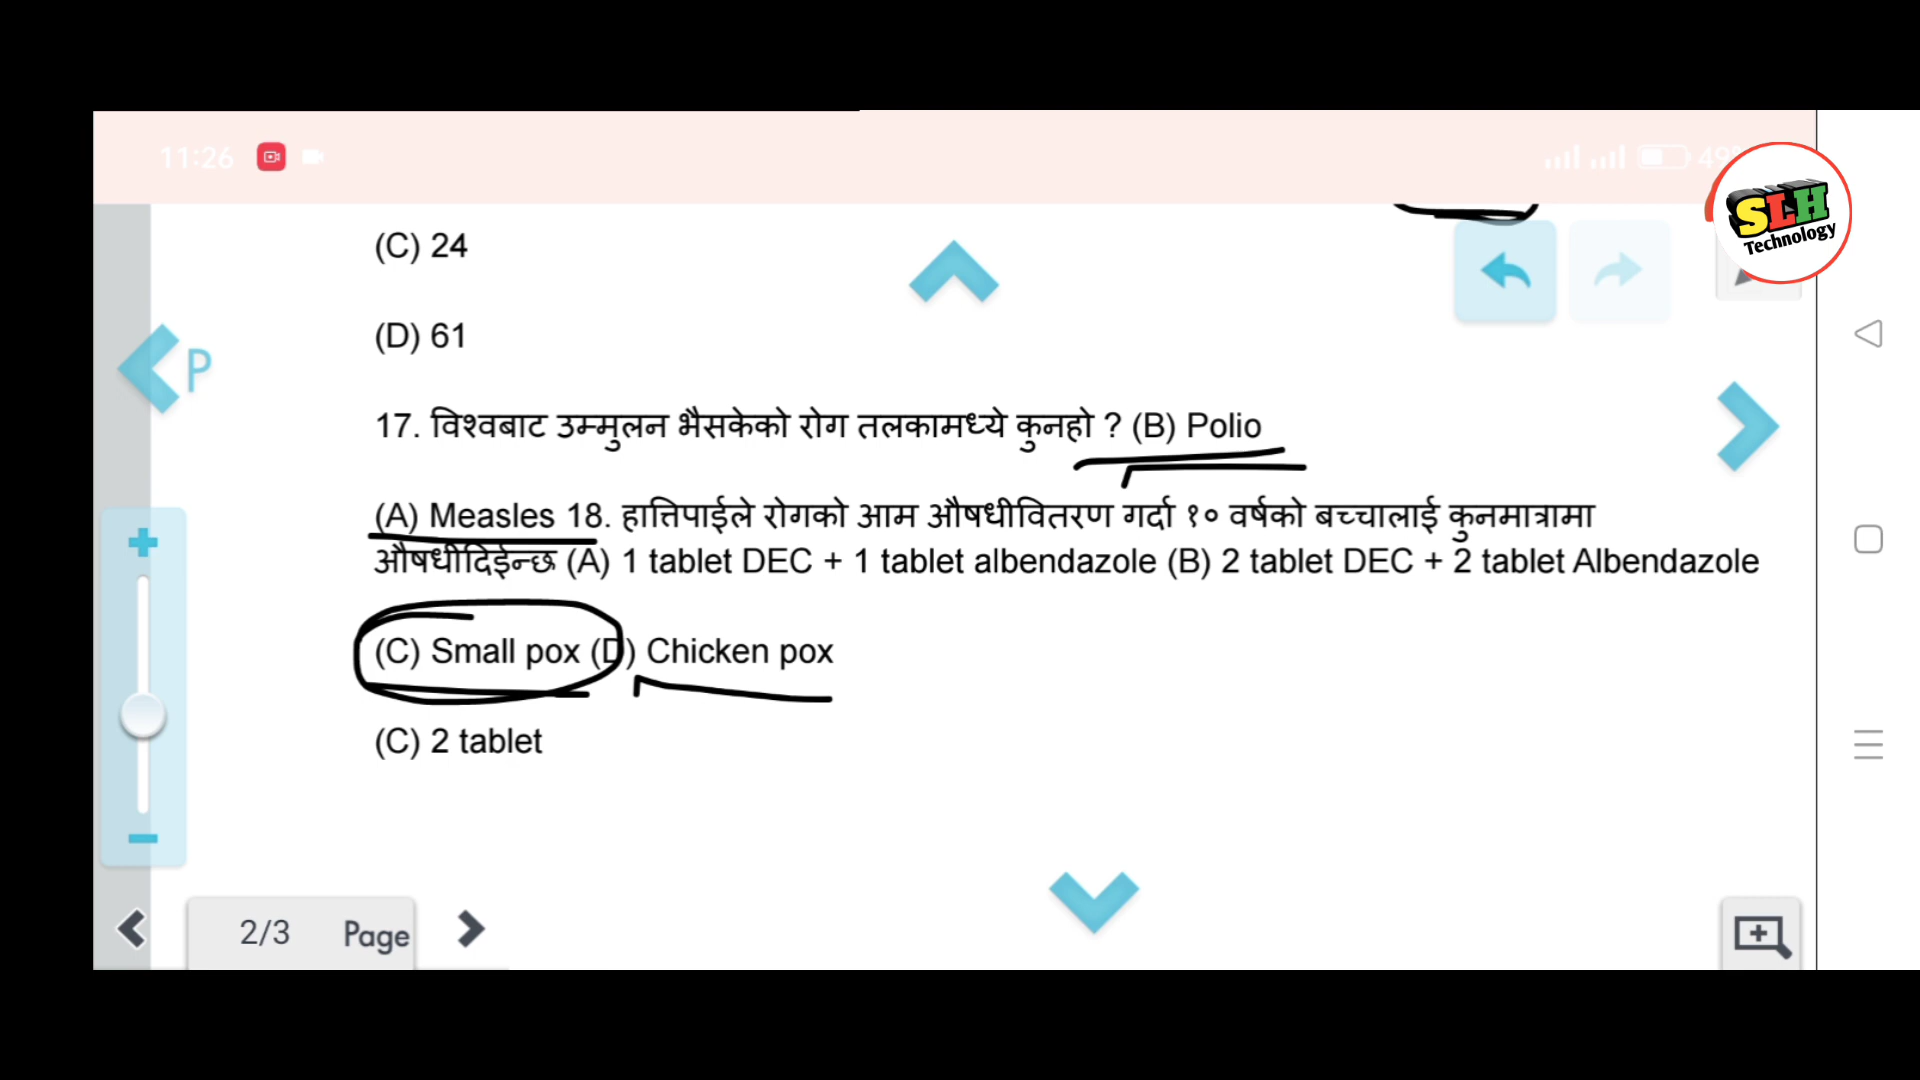 11:26
SLH
Technology
(C) 24
(D) 61
P
17. विश्वबाट उम्मुलन भैसकेको रोग तलकामध्ये कुनहो ? (B) Polio
(A) Measles 18. हात्तिपाईले रोगको आम औषधीवितरण गर्दा १० वर्षको बच्चालाई कुनमात्रामा
औषधीदिईन्छ (A) 1 tablet DEC + 1 tablet albendazole (B) 2 tablet DEC + 2 tablet Albendazole
(C) Small pox (D) Chicken pox
(C) 2 tablet
2/3 Page